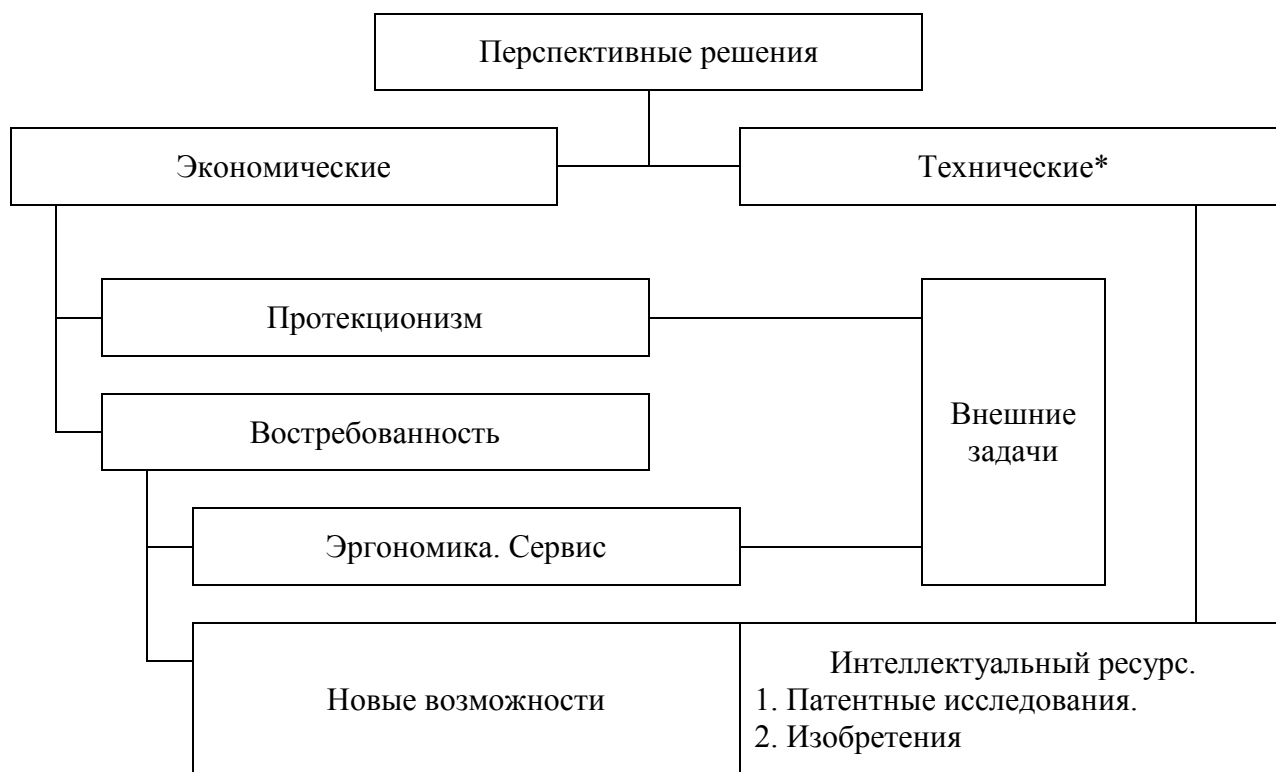 Перспективные решения
Экономические
Технические*
Протекционизм
Востребованность
Внешние
задачи
Эргономика. Сервис
Новые возможности
Интеллектуальный ресурс.
1. Патентные исследования.
2. Изобретения